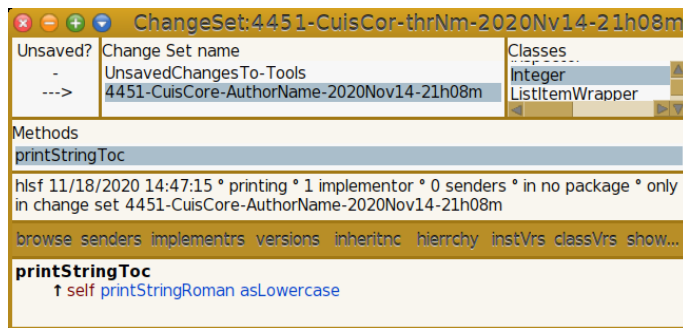 ChangeSet:4451-CuisCor-thrNm-2020Nv14-21h08m
Unsaved? Change Set name Classes
- UnsavedChangesTo-Tools Integer
---> 4451-CuisCore-AuthorName-2020Nov14-21h08m ListItemWrapper
Methods
printStringToc
hlsf 11/18/2020 14:47:15 ° printing ° 1 implementor ° 0 senders ° in no package ° only
in change set 4451-CuisCore-AuthorName-2020Nov14-21h08m
browse senders implementrs versions inheritnc hierrchy instVrs classVrs show...
printStringToc
↑ self printStringRoman asLowercase